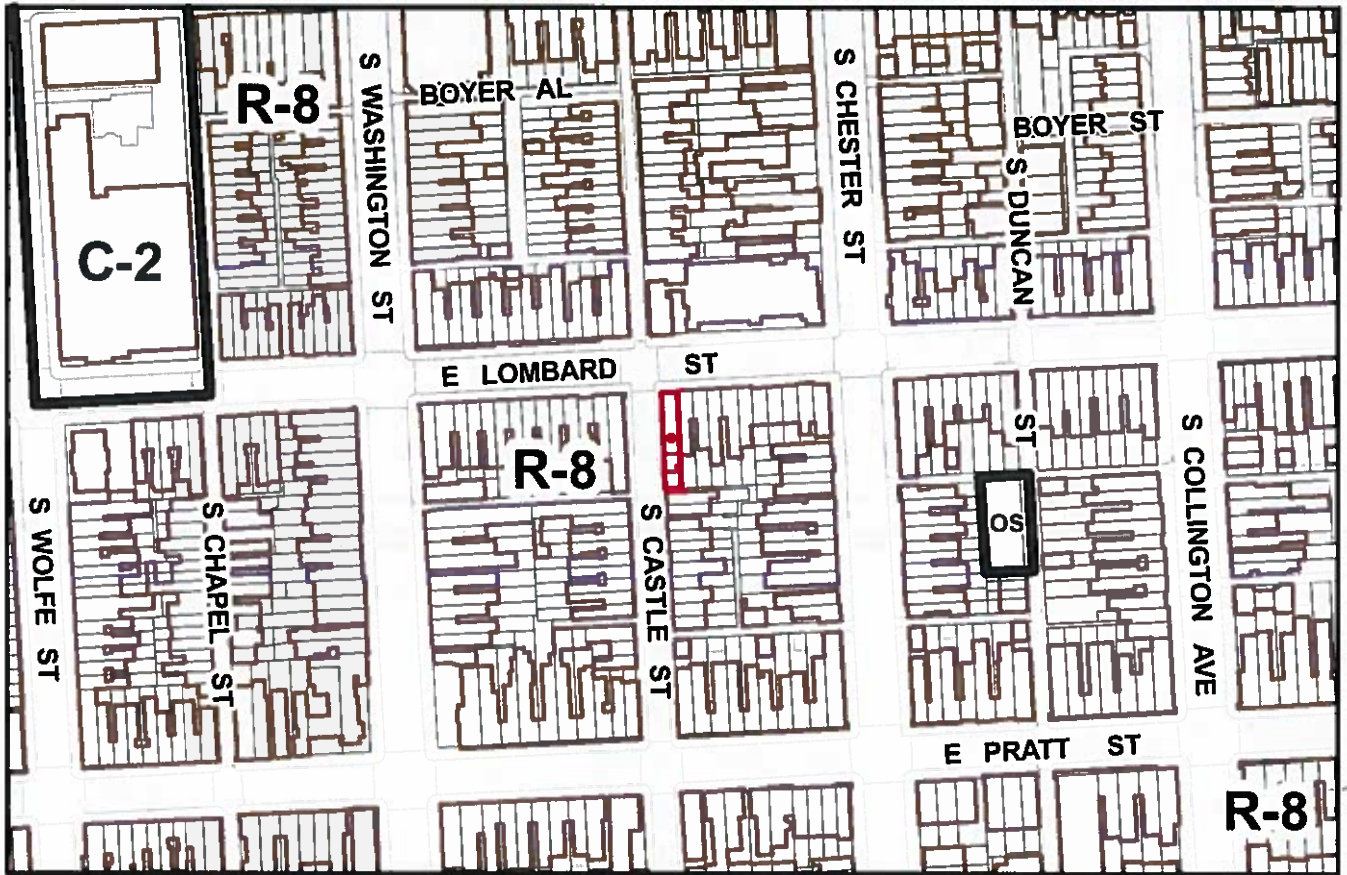 R-8
S WASHINGTON ST
BOYER AL
S CHESTER ST
BOYER ST
S DUNCAN ST
C-2
E LOMBARD ST
R-8
S WOLFE ST
S CHAPEL ST
S CASTLE ST
OS
S COLLINGTON AVE
E PRATT ST
R-8